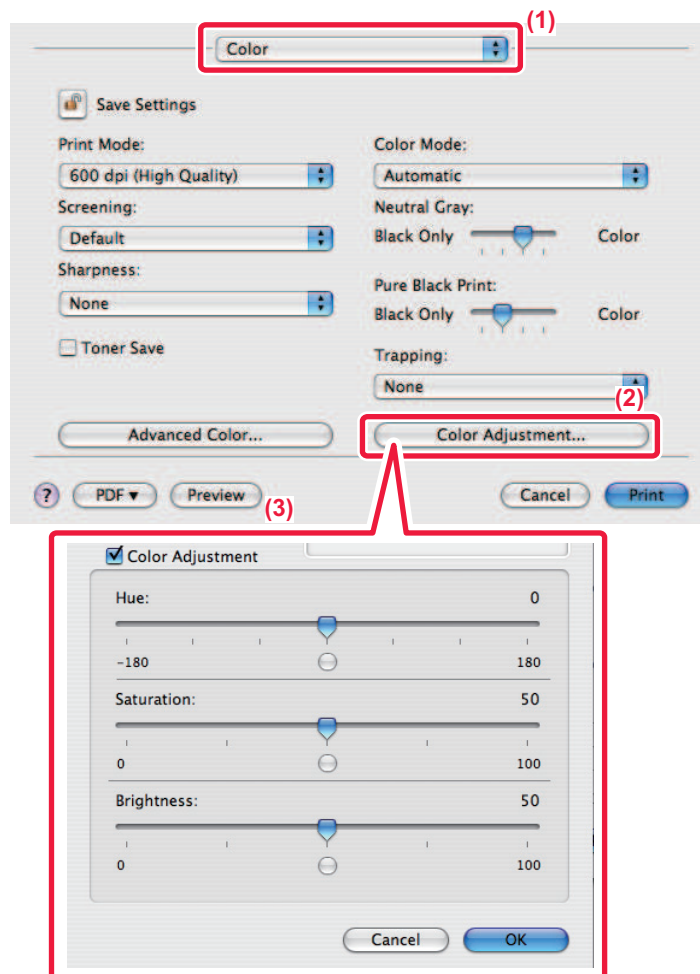 (1)
Color
Save Settings
Print Mode:
600 dpi (High Quality)
Screening:
Default
Sharpness:
None
Toner Save
Color Mode:
Automatic
Neutral Gray:
Black Only Color
Pure Black Print:
Black Only Color
Trapping:
None
(2)
Advanced Color... Color Adjustment...
? PDF▼ Preview Cancel Print
(3)
Color Adjustment
Hue: 0
-180 180
Saturation: 50
0 100
Brightness: 50
0 100
Cancel OK